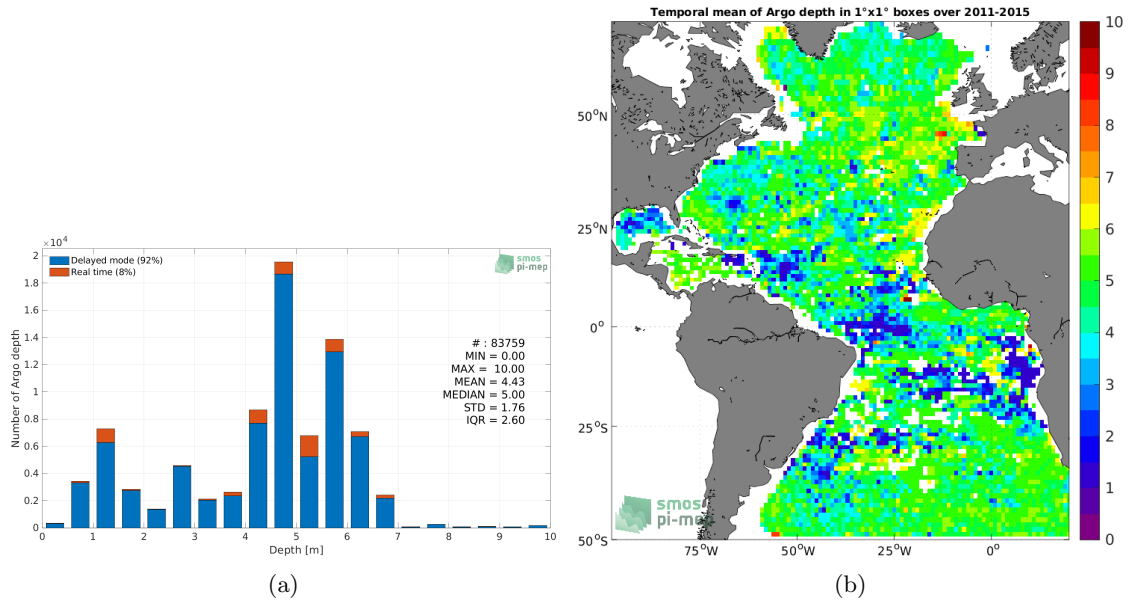 Temporal mean of Argo depth in 1°x1° boxes over 2011-2015
×10⁴
2
1.8
1.6
1.4
1.2
1
0.8
0.6
0.4
0.2
0
Number of Argo depth
Delayed mode (92%)
Real time (8%)
smos
pi-mep
# : 83759
MIN = 0.00
MAX = 10.00
MEAN = 4.43
MEDIAN = 5.00
STD = 1.76
IQR = 2.60
0 1 2 3 4 5 6 7 8 9 10
Depth [m]
(a)
50°N
25°N
0°
25°S
50°S
75°W 50°W 25°W 0°
smos
pi-mep
10
9
8
7
6
5
4
3
2
1
0
(b)